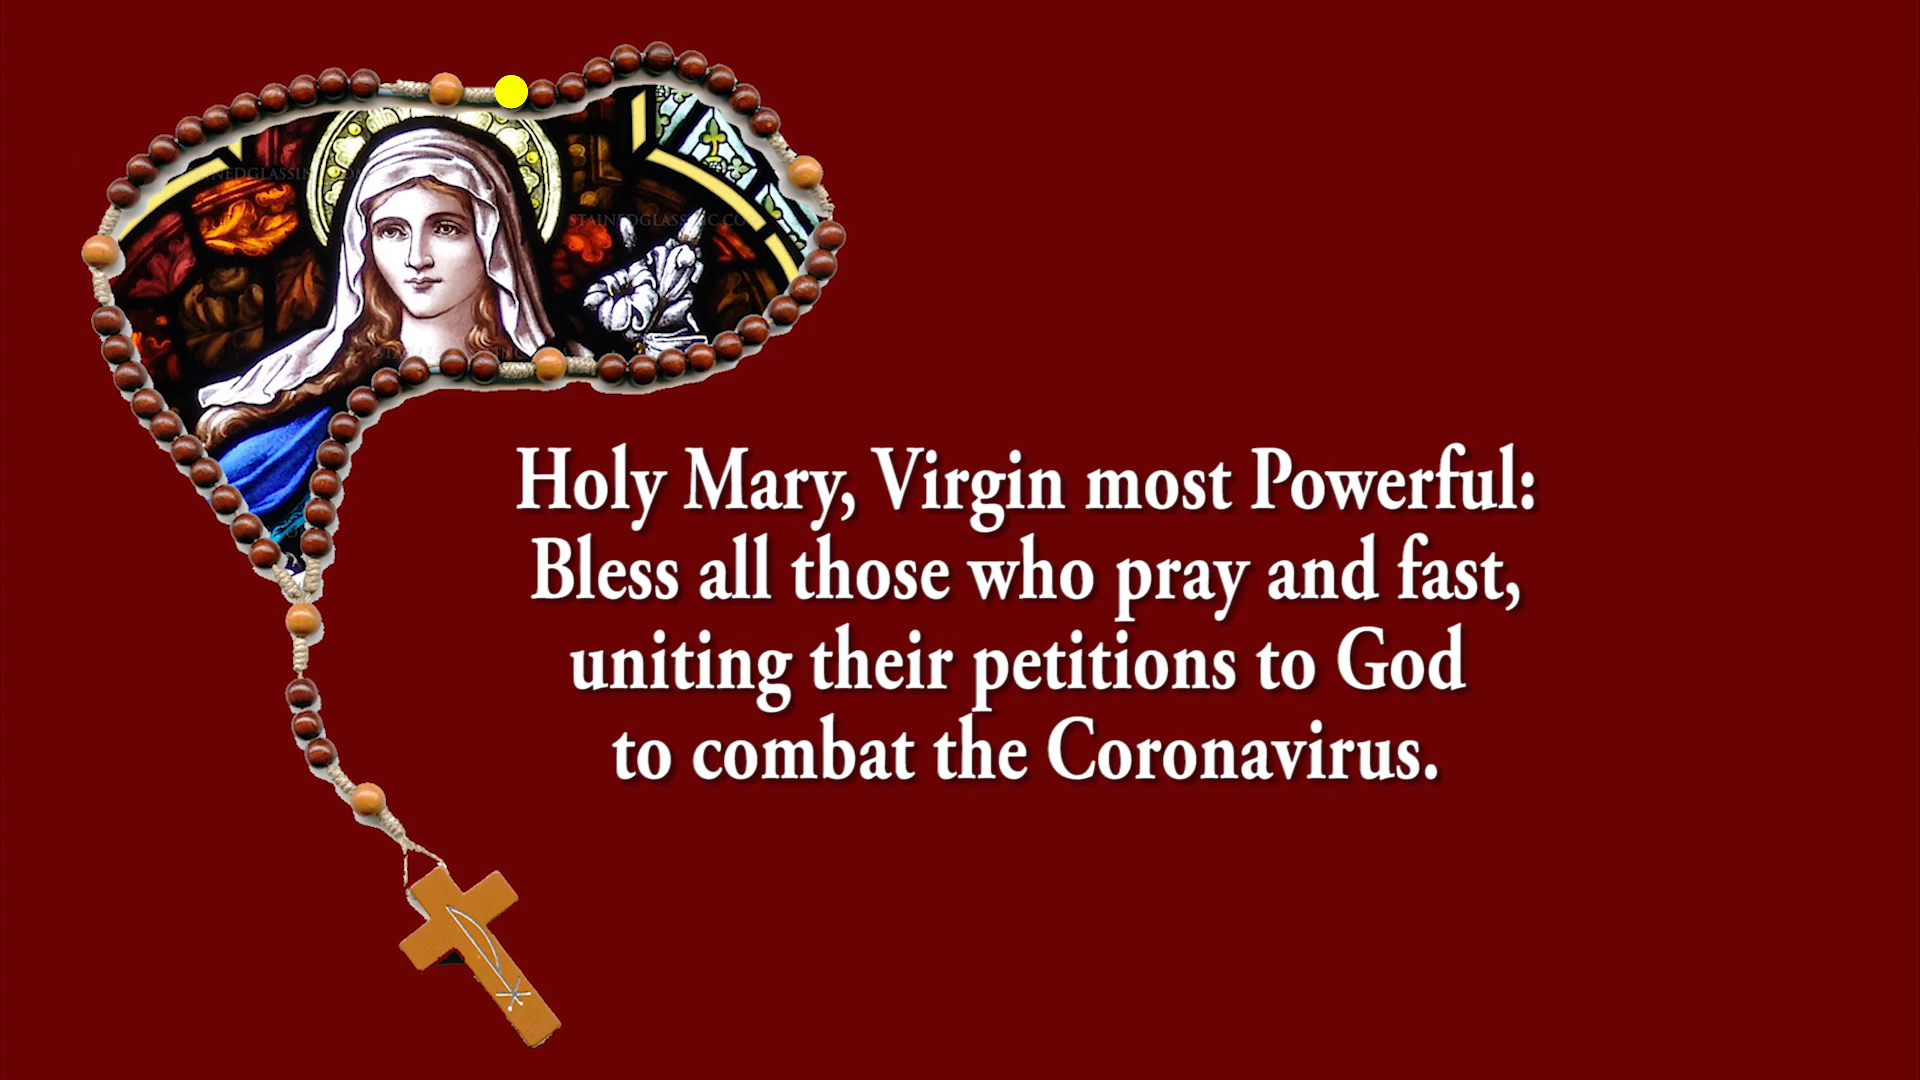 Holy Mary, Virgin most Powerful:
Bless all those who pray and fast,
uniting their petitions to God
to combat the Coronavirus.